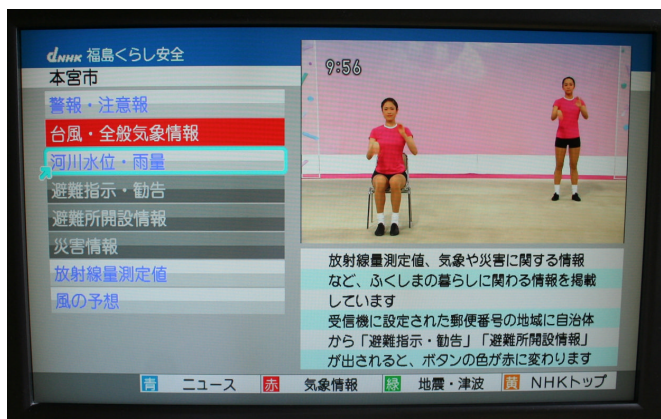 dNHK 福島くらし安全
本宮市
警報・注意報
台風・全般気象情報
河川水位・雨量
避難指示・勧告
避難所開設情報
災害情報
放射線量測定値
風の予想
9:56
放射線量測定値、気象や災害に関する情報
など、ふくしまの暮らしに関わる情報を掲載
しています
受信機に設定された郵便番号の地域に自治体
から「避難指示・勧告」「避難所開設情報」
が出されると、ボタンの色が赤に変わります
青 ニュース 赤 気象情報 緑 地震・津波 黄 NHKトップ